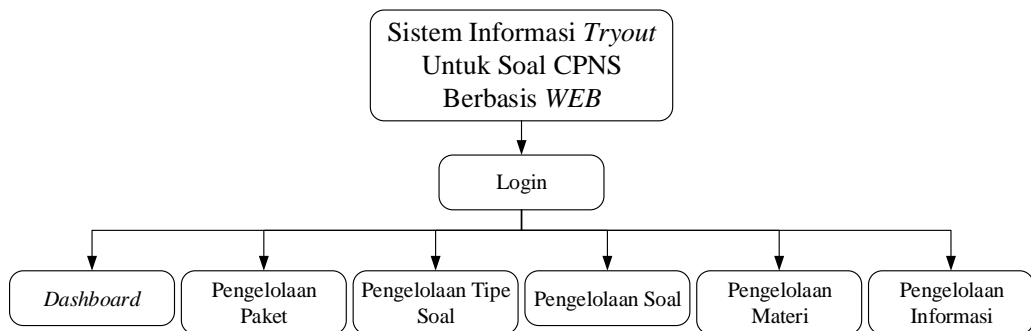 Sistem Informasi Tryout
Untuk Soal CPNS
Berbasis WEB
Login
Dashboard
Pengelolaan
Paket
Pengelolaan Tipe
Soal
Pengelolaan Soal
Pengelolaan
Materi
Pengelolaan
Informasi